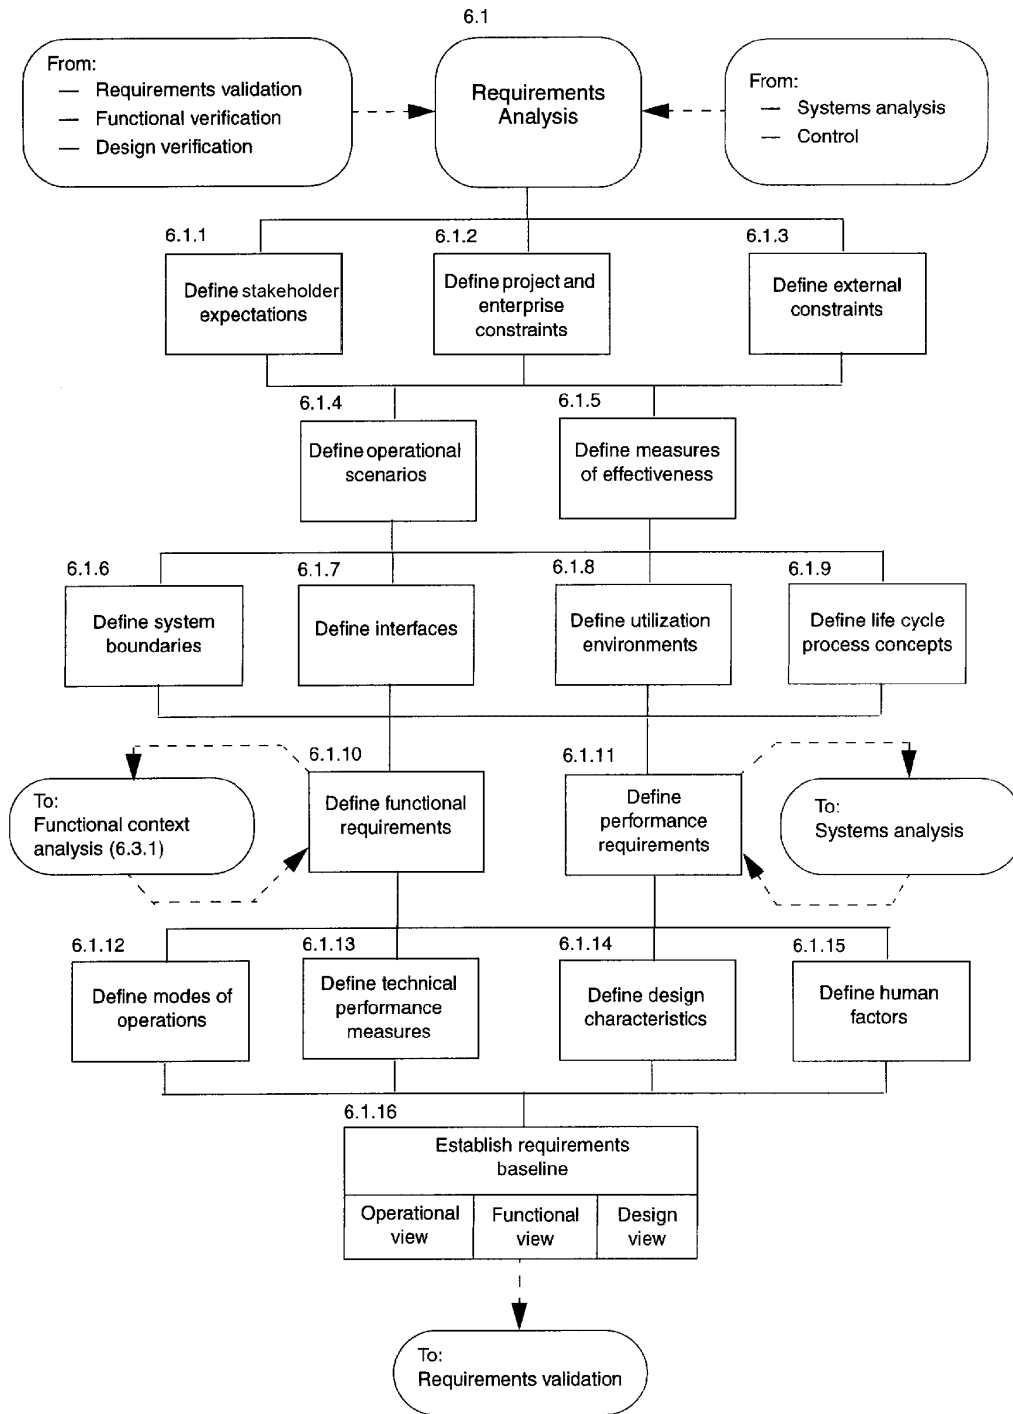 6.1
From:
— Requirements validation
— Functional verification
— Design verification
Requirements
Analysis
From:
— Systems analysis
— Control
6.1.1
Define stakeholder
expectations
6.1.2
Define project and
enterprise
constraints
6.1.3
Define external
constraints
6.1.4
Define operational
scenarios
6.1.5
Define measures
of effectiveness
6.1.6
Define system
boundaries
6.1.7
Define interfaces
6.1.8
Define utilization
environments
6.1.9
Define life cycle
process concepts
To:
Functional context
analysis (6.3.1)
6.1.10
Define functional
requirements
6.1.11
Define
performance
requirements
To:
Systems analysis
6.1.12
Define modes of
operations
6.1.13
Define technical
performance
measures
6.1.14
Define design
characteristics
6.1.15
Define human
factors
6.1.16
Establish requirements
baseline
Operational
view
Functional
view
Design
view
To:
Requirements validation